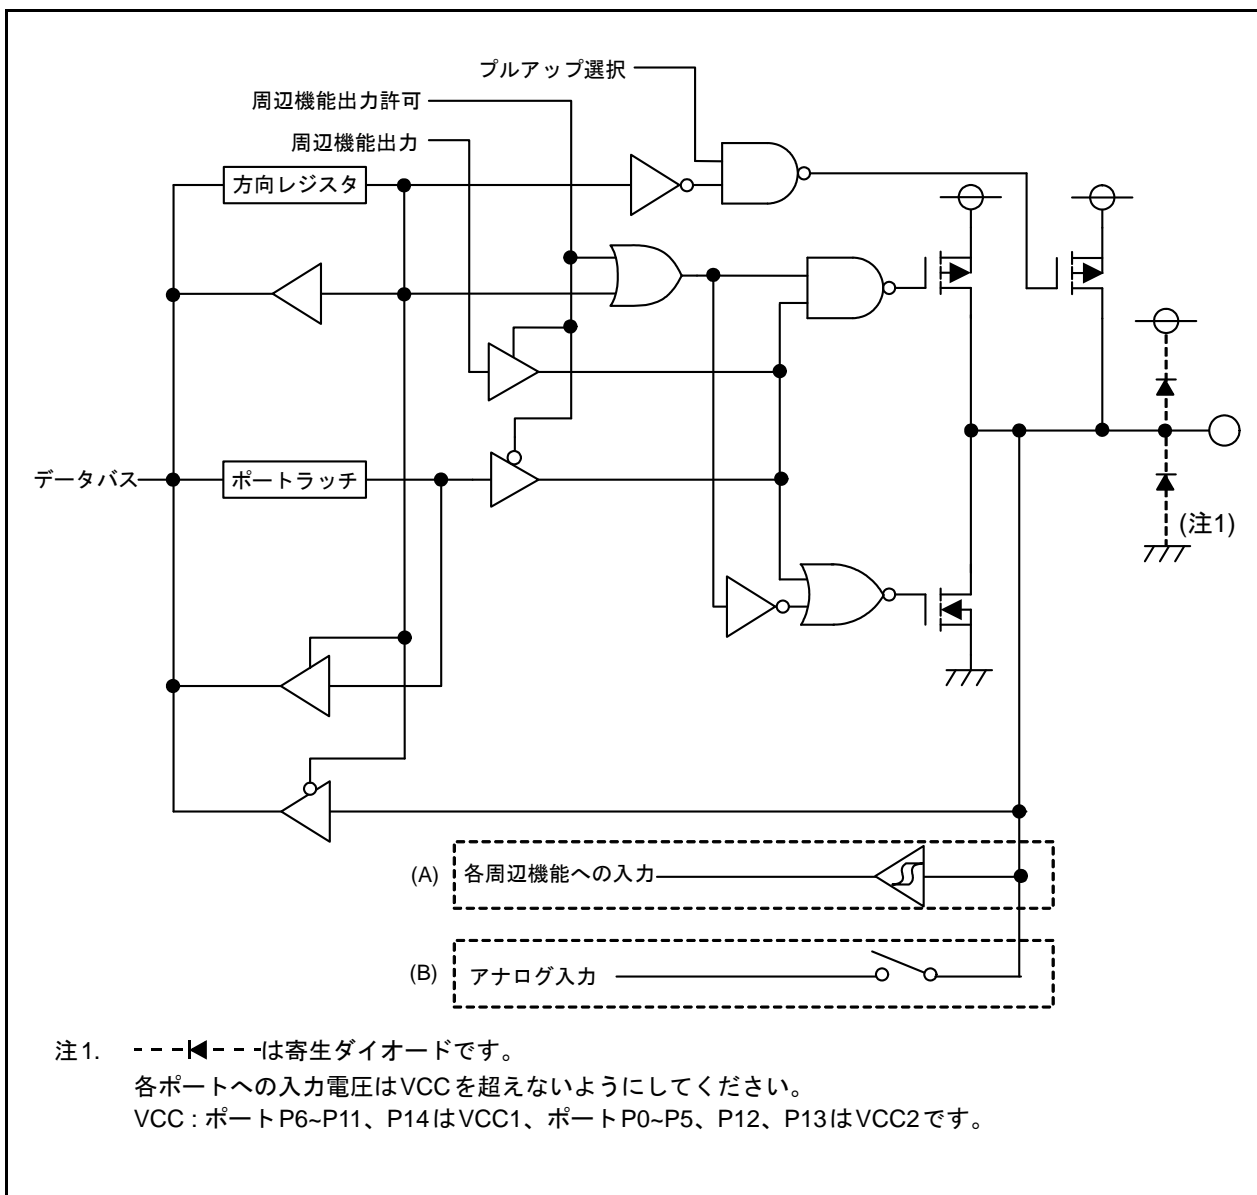 プルアップ選択
周辺機能出力許可
周辺機能出力
方向レジスタ
データバス
ポートラッチ
(注1)
(A) 各周辺機能への入力
(B) アナログ入力
注1. は寄生ダイオードです。
各ポートへの入力電圧はVCCを超えないようにしてください。
VCC : ポートP6~P11、P14はVCC1、ポートP0~P5、P12、P13はVCC2です。